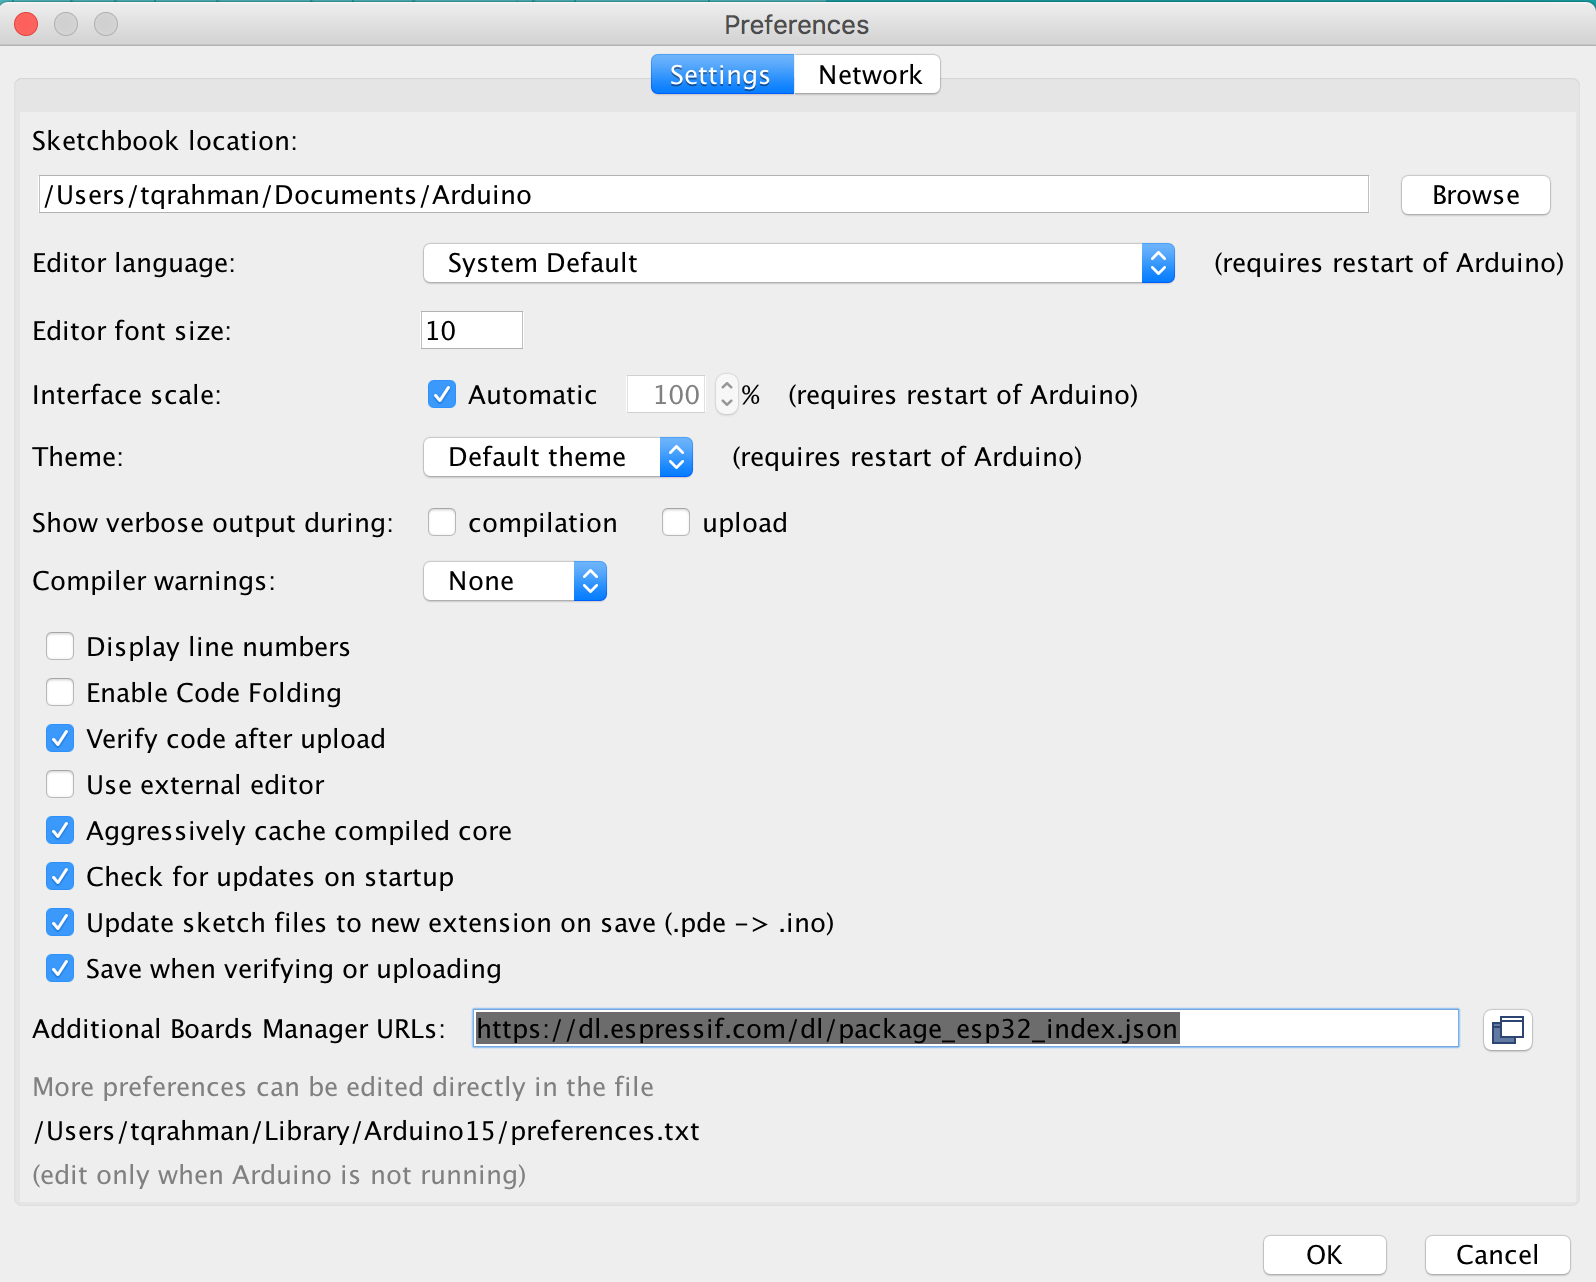 Preferences
Settings Network
Sketchbook location:
/Users/tqrahman/Documents/Arduino Browse
Editor language: System Default (requires restart of Arduino)
Editor font size: 10
Interface scale: Automatic 100 % (requires restart of Arduino)
Theme: Default theme (requires restart of Arduino)
Show verbose output during: compilation upload
Compiler warnings: None
Display line numbers
Enable Code Folding
Verify code after upload
Use external editor
Aggressively cache compiled core
Check for updates on startup
Update sketch files to new extension on save (.pde -> .ino)
Save when verifying or uploading
Additional Boards Manager URLs: https://dl.espressif.com/dl/package_esp32_index.json
More preferences can be edited directly in the file
/Users/tqrahman/Library/Arduino15/preferences.txt
(edit only when Arduino is not running)
OK Cancel